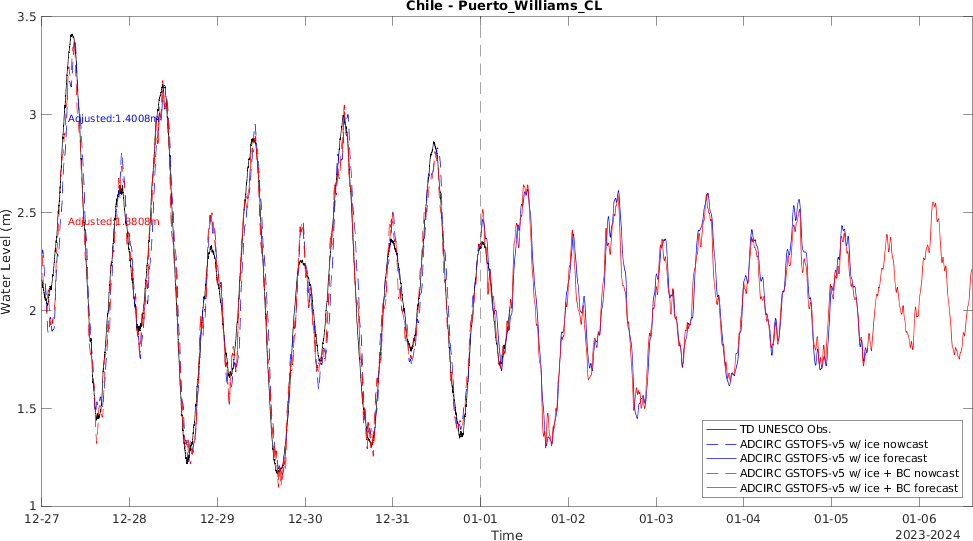 Chile - Puerto_Williams_CL
3.5
3
2.5
2
1.5
1
Water Level (m)
Adjusted:1.4008m
Adjusted:1.3808m
TD UNESCO Obs.
ADCIRC GSTOFS-v5 w/ ice nowcast
ADCIRC GSTOFS-v5 w/ ice forecast
ADCIRC GSTOFS-v5 w/ ice + BC nowcast
ADCIRC GSTOFS-v5 w/ ice + BC forecast
12-27 12-28 12-29 12-30 12-31 01-01 01-02 01-03 01-04 01-05 01-06
Time
2023-2024